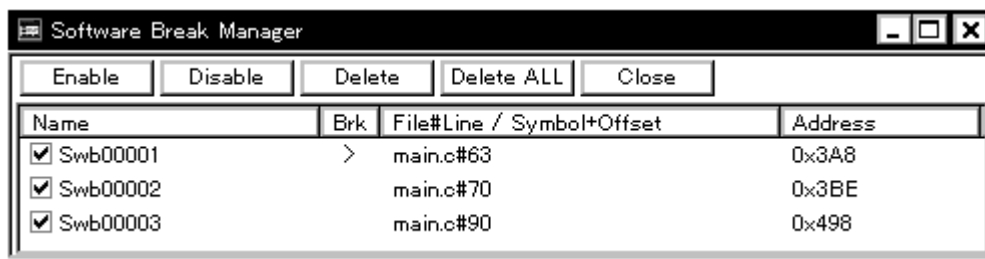 Software Break Manager
Enable Disable Delete Delete ALL Close
Name Brk File#Line / Symbol+Offset Address
Swb00001 > main.c#63 0x3A8
Swb00002 main.c#70 0x3BE
Swb00003 main.c#90 0x498